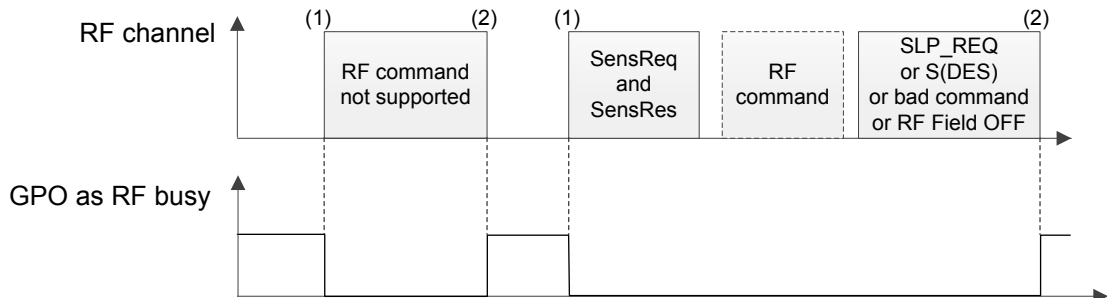 (1) (2) (1) (2)
RF channel
RF command
not supported
SensReq
and
SensRes
RF
command
SLP_REQ
or S(DES)
or bad command
or RF Field OFF
GPO as RF busy